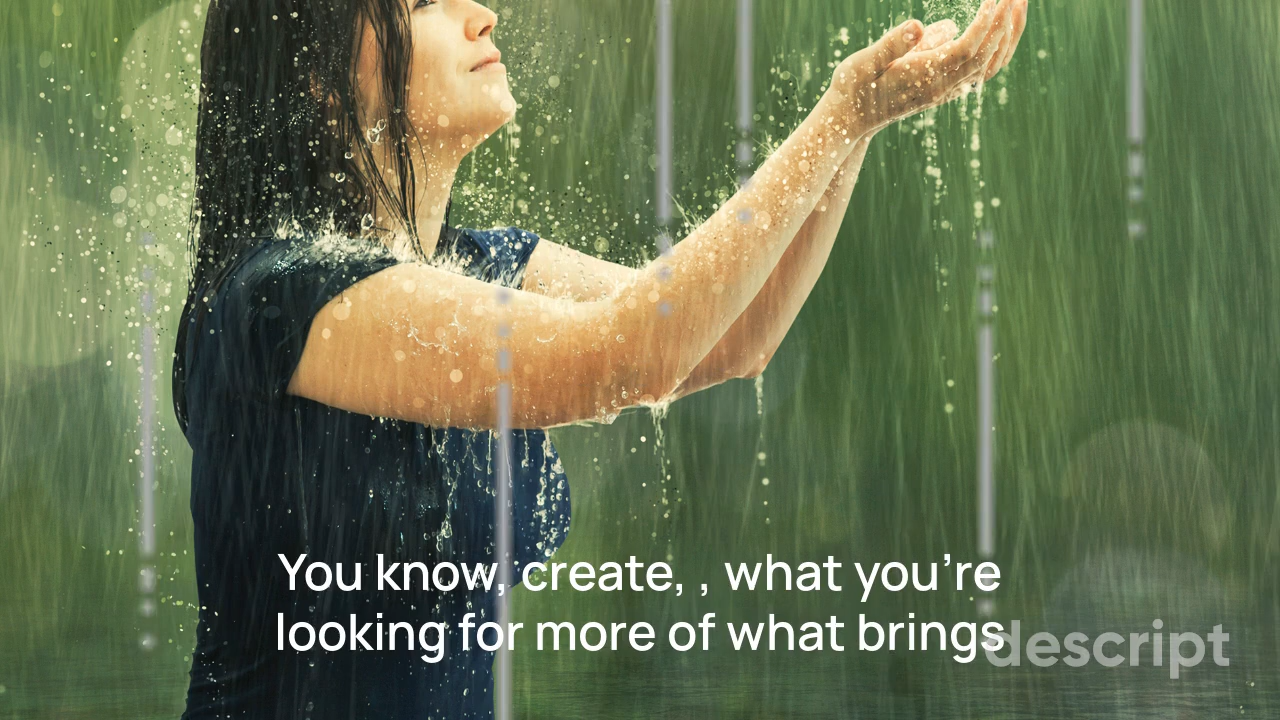 You know, create, , what you’re
looking for more of what brings
descript